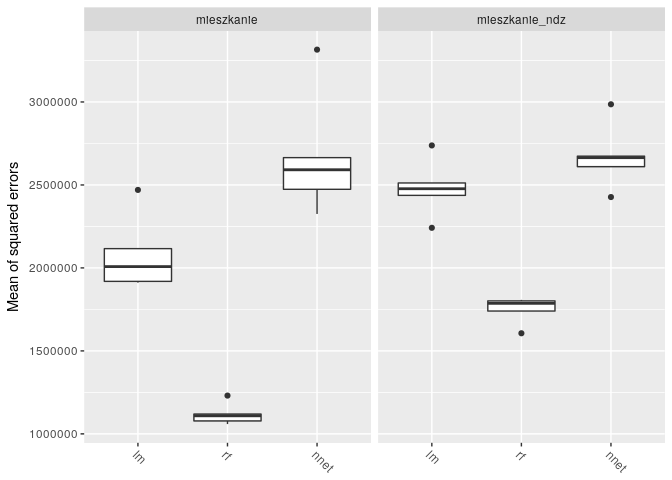 mieszkanie
mieszkanie_ndz
Mean of squared errors
3000000
2500000
2000000
1500000
1000000
lm
rf
nnet
lm
rf
nnet